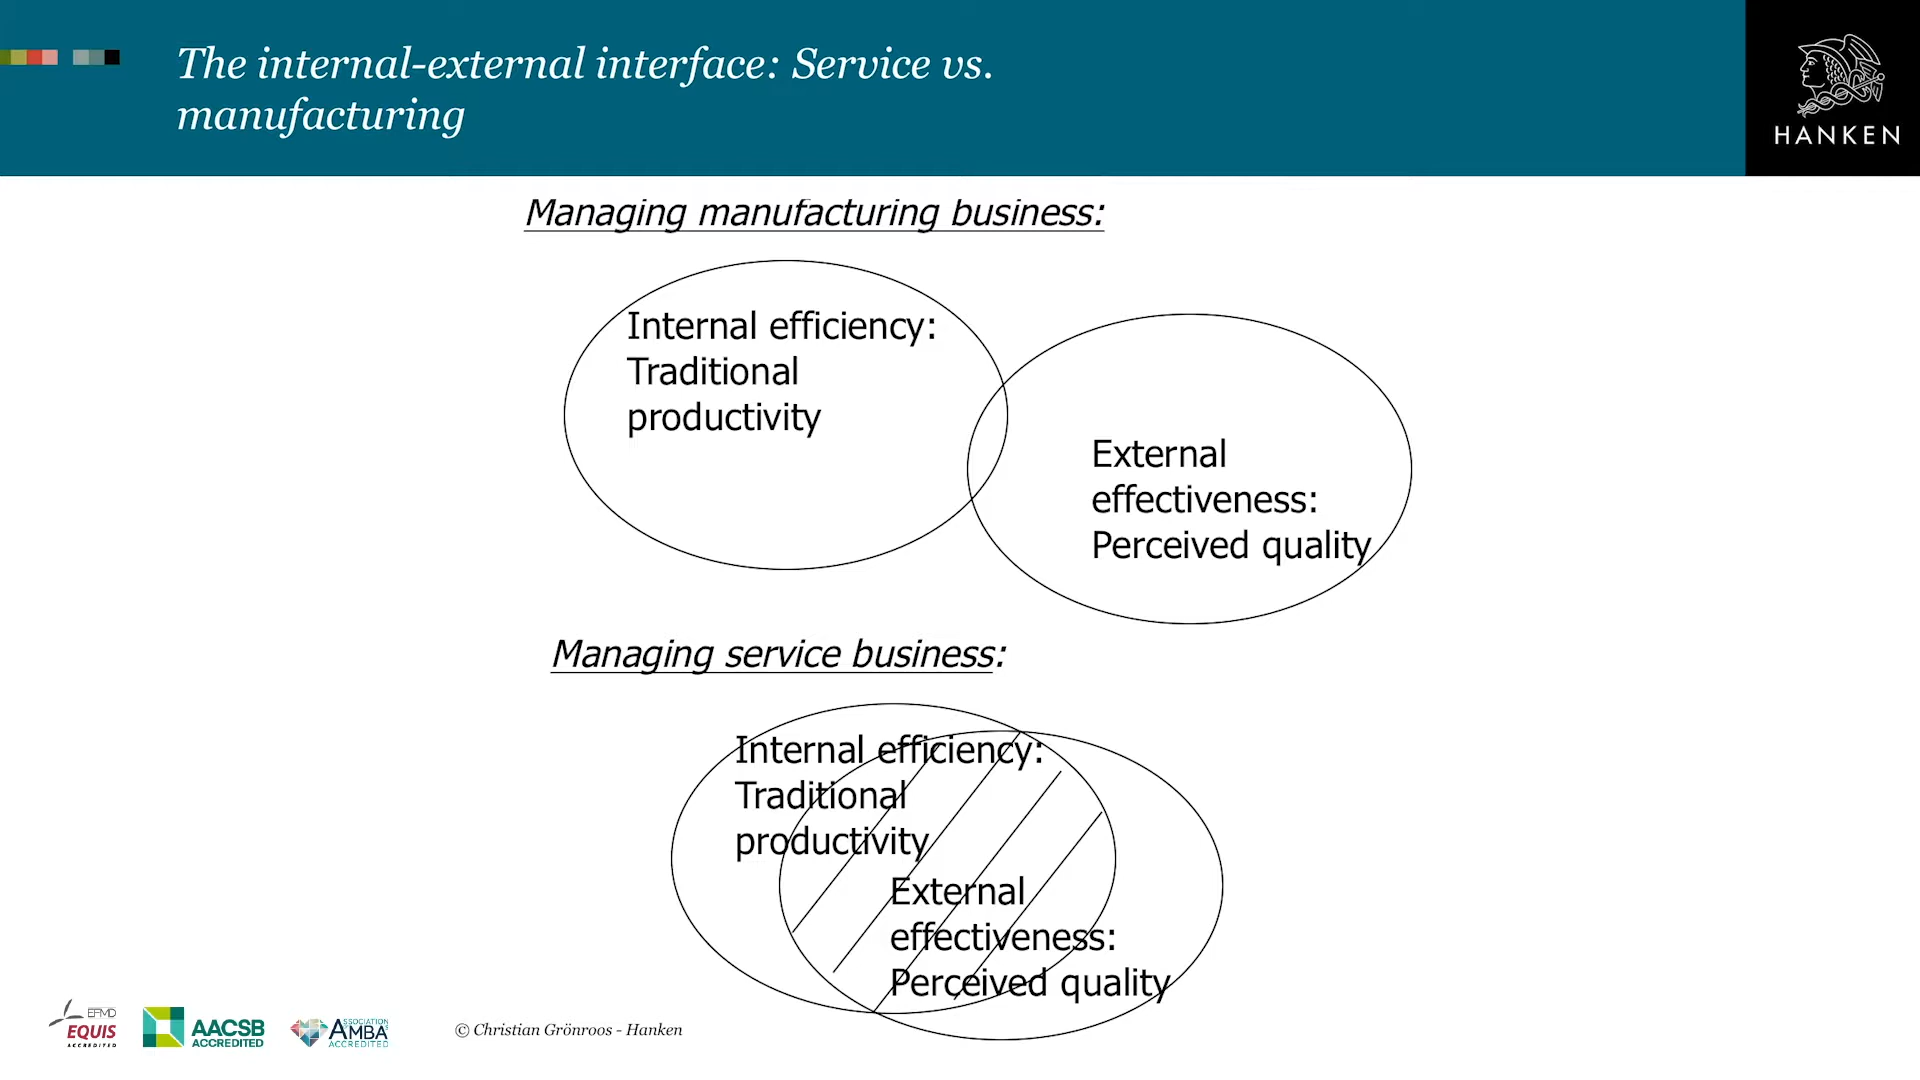 The internal-external interface: Service vs.
manufacturing
HANKEN
Managing manufacturing business:
Internal efficiency:
Traditional
productivity
External
effectiveness:
Perceived quality
Managing service business:
Internal efficiency:
Traditional
productivity
External
effectiveness:
Perceived quality
EFMD
EQUIS
ACCREDITED
AACSB
ACCREDITED
ASSOCIATION
AMBA
ACCREDITED
© Christian Grönroos - Hanken